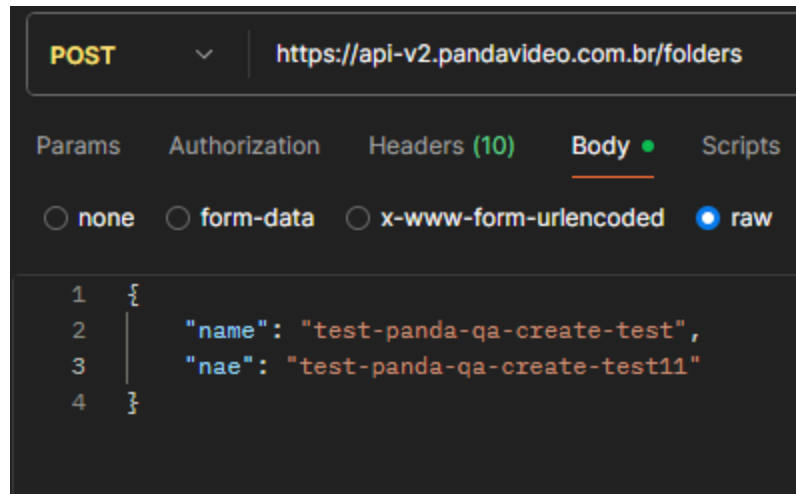 POST https://api-v2.pandavideo.com.br/folders
Params Authorization Headers (10) Body Scripts
none form-data x-www-form-urlencoded raw
1 {
2 "name": "test-panda-qa-create-test",
3 "nae": "test-panda-qa-create-test11"
4 }